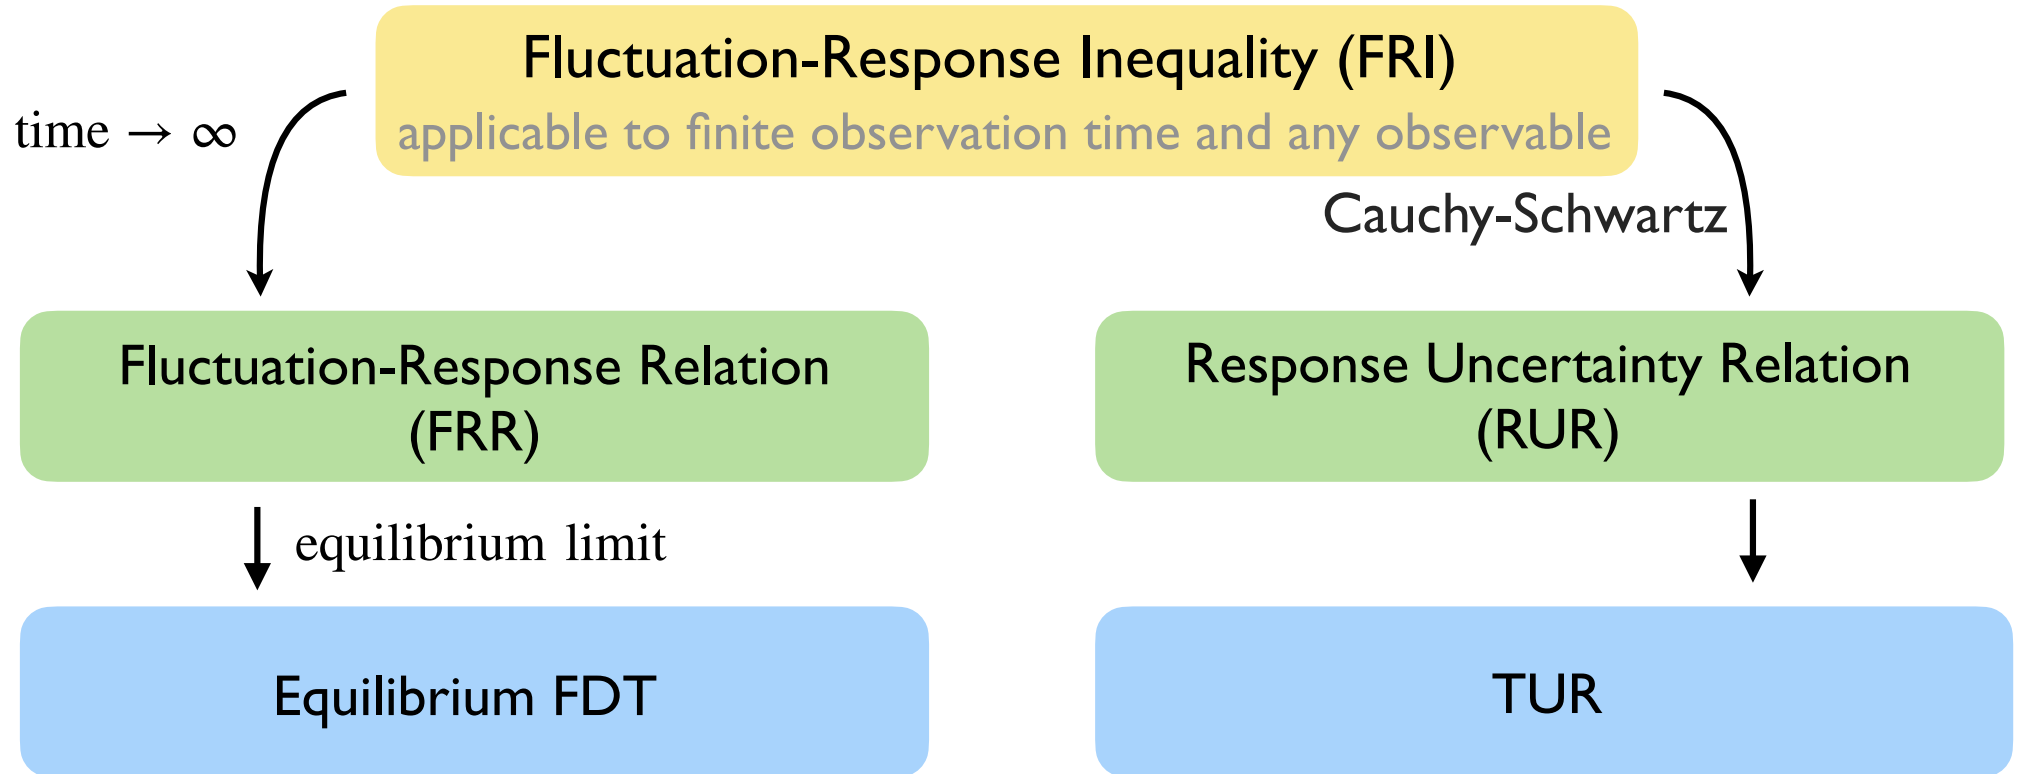 Fluctuation-Response Inequality (FRI)
applicable to finite observation time and any observable
time → ∞
Cauchy-Schwartz
Fluctuation-Response Relation
(FRR)
Response Uncertainty Relation
(RUR)
equilibrium limit
Equilibrium FDT
TUR